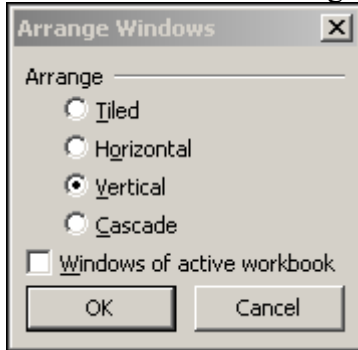 Arrange Windows
Arrange
Tiled
Horizontal
Vertical
Cascade
Windows of active workbook
OK Cancel